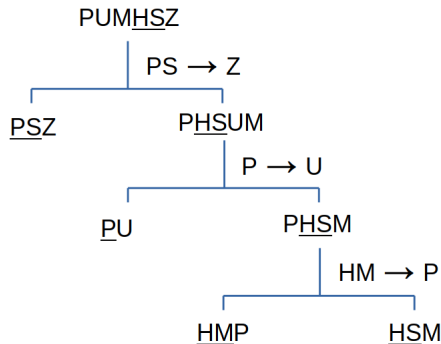 PUMHSZ
PS → Z
PSZ
PHSUM
P → U
PU
PHSM
HM → P
HMP
HSM